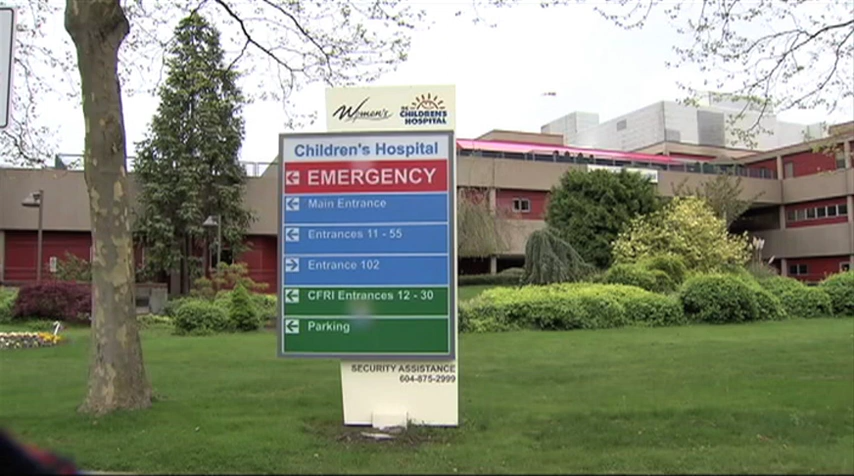 Women's
BC
CHILDREN'S
HOSPITAL
Children's Hospital
EMERGENCY
Main Entrance
Entrances 11 - 55
Entrance 102
CFRI Entrances 12 - 30
Parking
SECURITY ASSISTANCE
604-875-2999